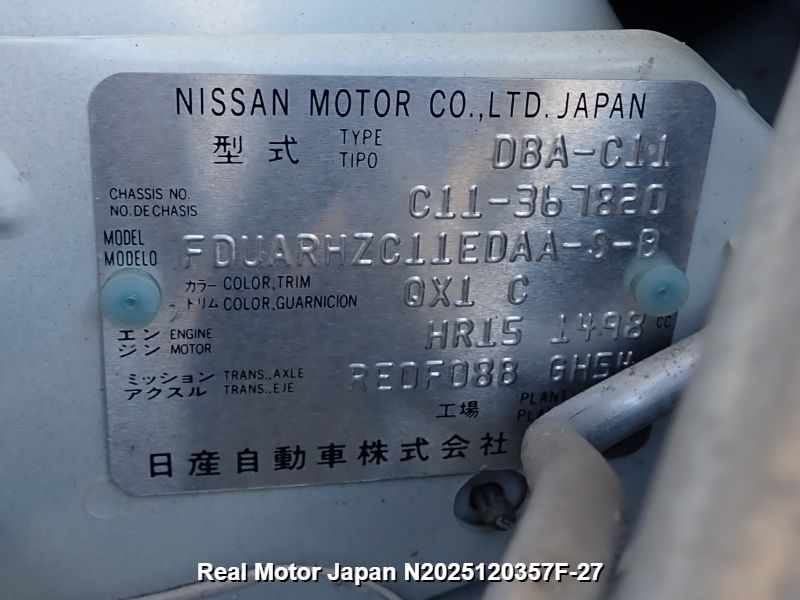 NISSAN MOTOR CO.,LTD. JAPAN
型式 TYPE TIPO DBA-C11
CHASSIS NO. NO. DE CHASIS C11-367820
MODEL MODELO FDUARHZC11EDAA-S-B
カラー COLOR,TRIM
トリム COLOR,GUARNICION QX1 C
エンジン ENGINE MOTOR HR15 1498 CC
ミッション TRANS.,AXLE
アクスル TRANS.,EJE RE0F08B GH54
工場 PLANT
日産自動車株式会社
Real Motor Japan N2025120357F-27